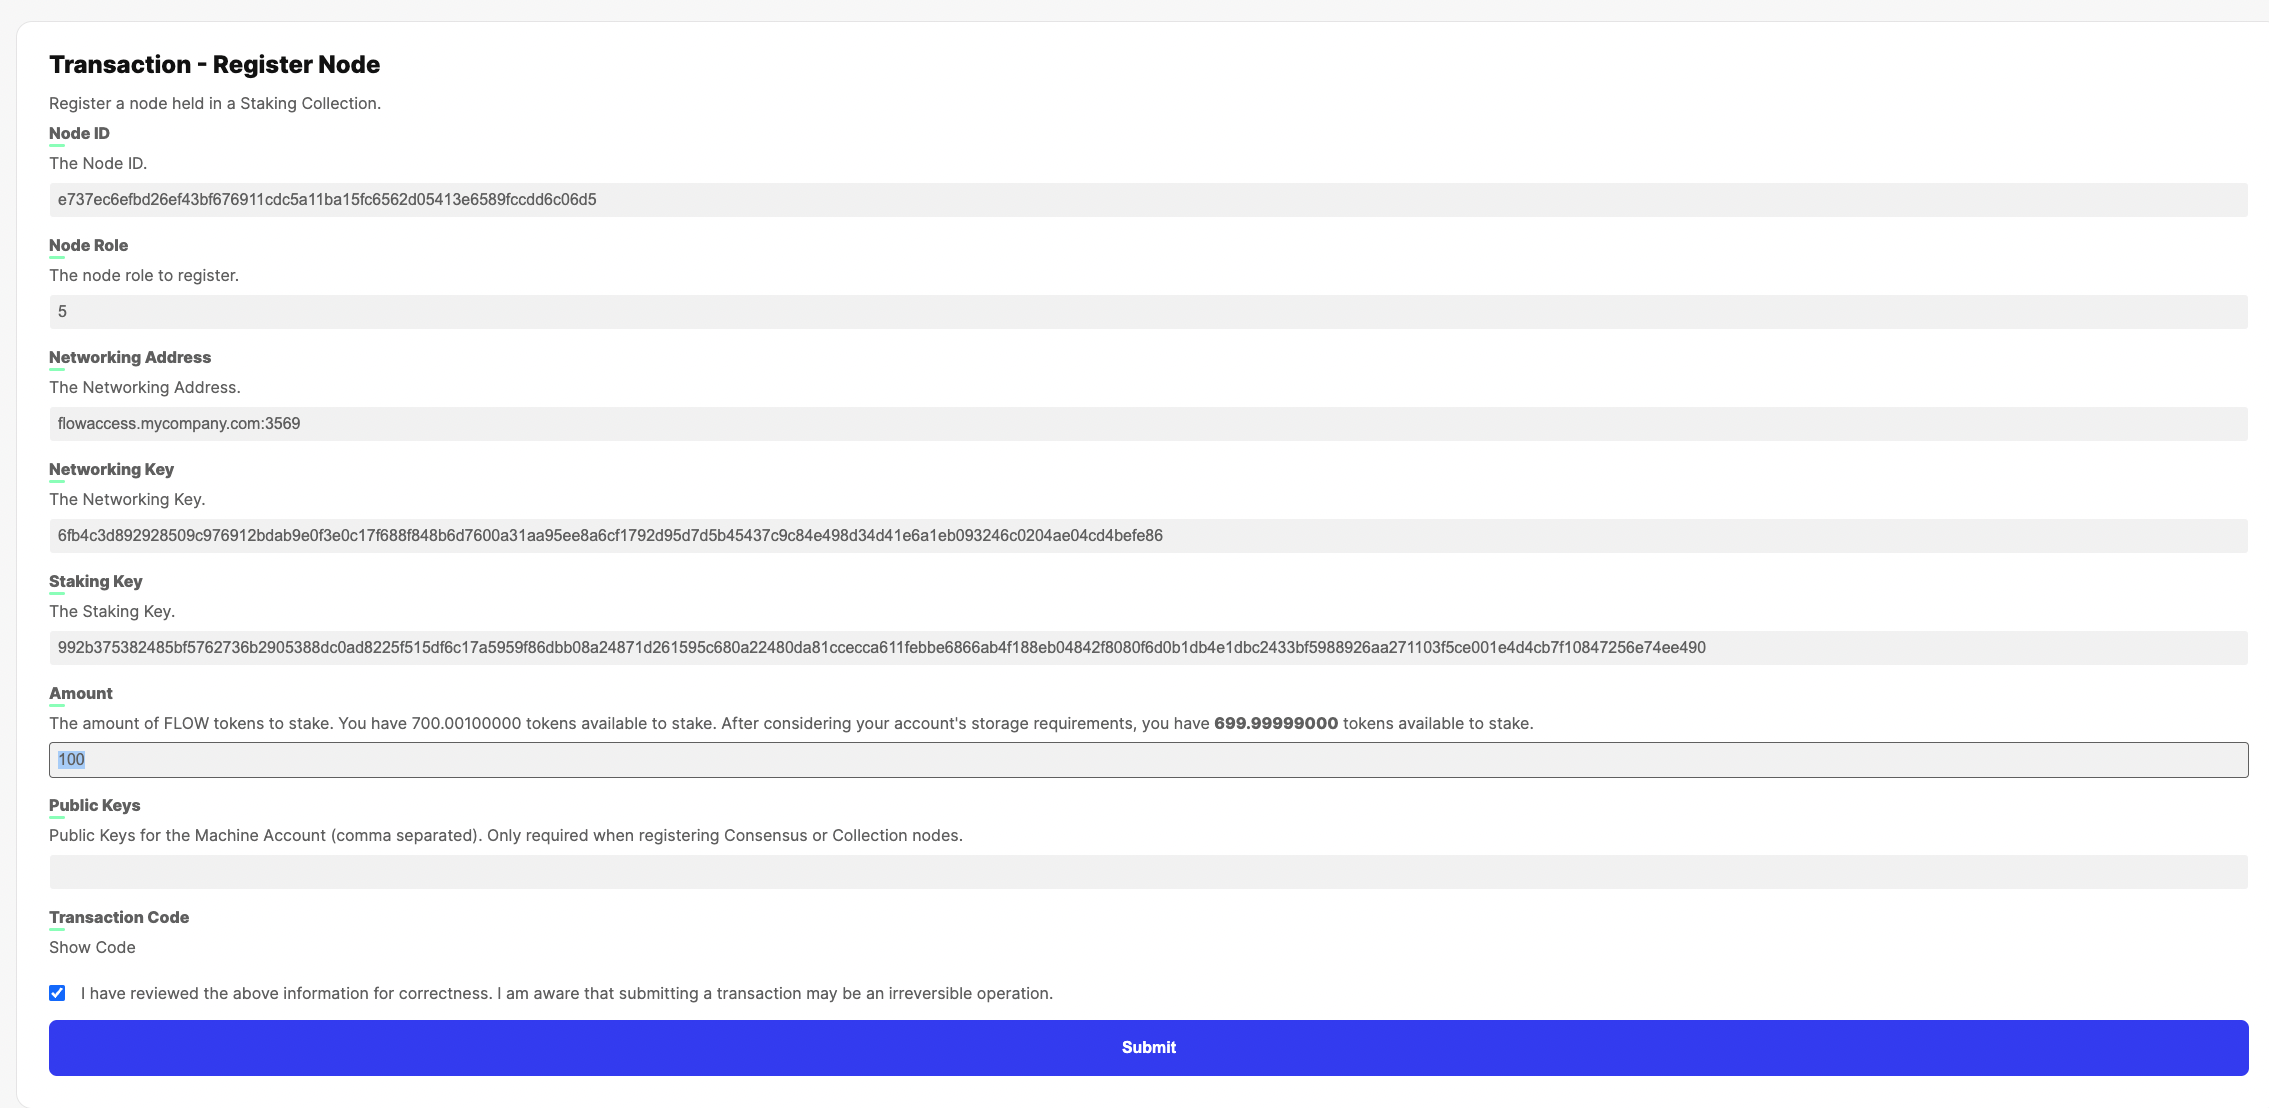 Transaction - Register Node
Register a node held in a Staking Collection.
Node ID
The Node ID.
e737ec6efbd26ef43bf676911cdc5a11ba15fc6562d05413e6589fccdd6c06d5
Node Role
The node role to register.
5
Networking Address
The Networking Address.
flowaccess.mycompany.com:3569
Networking Key
The Networking Key.
6fb4c3d892928509c976912bdab9e0f3e0c17f688f848b6d7600a31aa95ee8a6cf1792d95d7d5b45437c9c84e498d34d41e6a1eb093246c0204ae04cd4befe86
Staking Key
The Staking Key.
992b375382485bf5762736b2905388dc0ad8225f515df6c17a5959f86dbb08a24871d261595c680a22480da81ccecca611febbe6866ab4f188eb04842f8080f6d0b1db4e1dbc2433bf5988926aa271103f5ce001e4d4cb7f10847256e74ee490
Amount
The amount of FLOW tokens to stake. You have 700.00100000 tokens available to stake. After considering your account's storage requirements, you have 699.99999000 tokens available to stake.
100
Public Keys
Public Keys for the Machine Account (comma separated). Only required when registering Consensus or Collection nodes.
Transaction Code
Show Code
I have reviewed the above information for correctness. I am aware that submitting a transaction may be an irreversible operation.
Submit